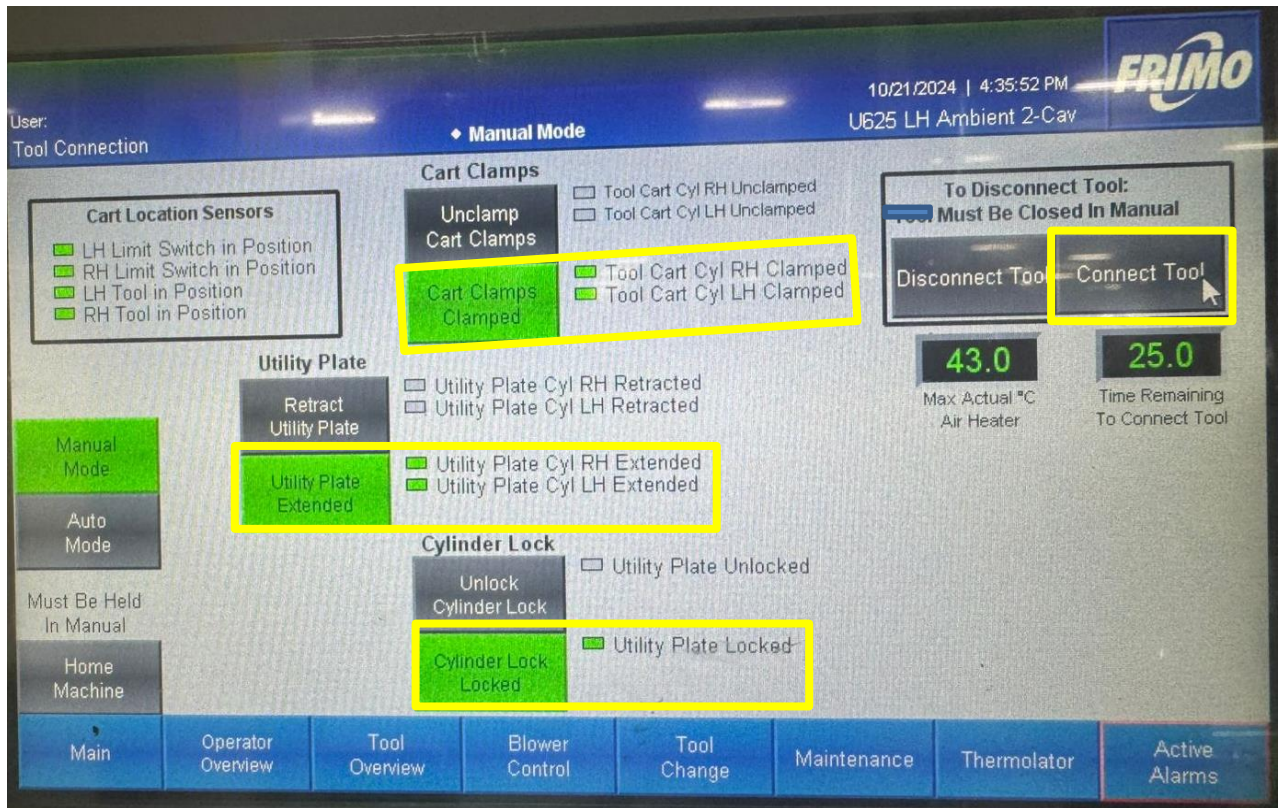 FRIMO
10/21/2024 | 4:35:52 PM
User:
Tool Connection
◆ Manual Mode
U625 LH Ambient 2-Cav
Cart Location Sensors
LH Limit Switch in Position
RH Limit Switch in Position
LH Tool in Position
RH Tool in Position
Cart Clamps
Unclamp
Cart Clamps
Tool Cart Cyl RH Unclamped
Tool Cart Cyl LH Unclamped
Cart Clamps
Clamped
Tool Cart Cyl RH Clamped
Tool Cart Cyl LH Clamped
To Disconnect Tool:
Must Be Closed In Manual
Disconnect Tool
Connect Tool
43.0
Max Actual °C
Air Heater
25.0
Time Remaining
To Connect Tool
Utility Plate
Retract
Utility Plate
Utility Plate Cyl RH Retracted
Utility Plate Cyl LH Retracted
Utility Plate
Extended
Utility Plate Cyl RH Extended
Utility Plate Cyl LH Extended
Manual
Mode
Auto
Mode
Must Be Held
In Manual
Home
Machine
Cylinder Lock
Unlock
Cylinder Lock
Utility Plate Unlocked
Cylinder Lock
Locked
Utility Plate Locked
Main
Operator
Overview
Tool
Overview
Blower
Control
Tool
Change
Maintenance
Thermolator
Active
Alarms